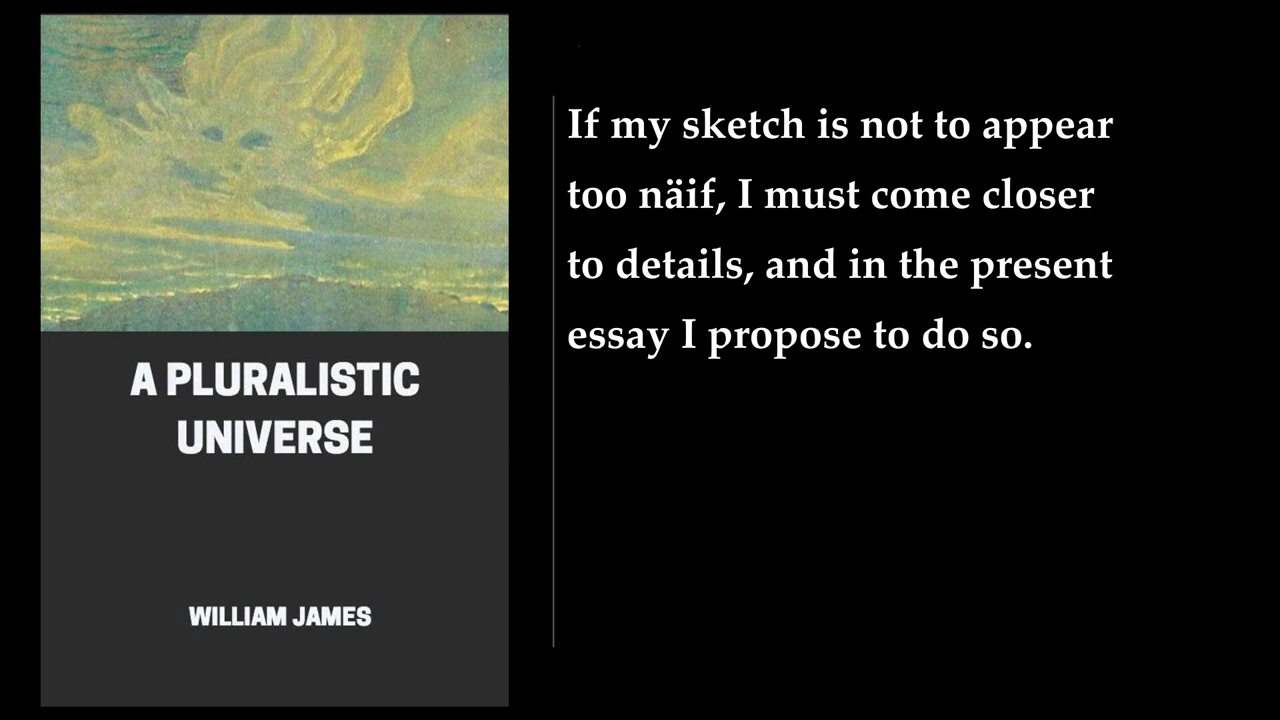 A PLURALISTIC
UNIVERSE
WILLIAM JAMES
If my sketch is not to appear
too näif, I must come closer
to details, and in the present
essay I propose to do so.